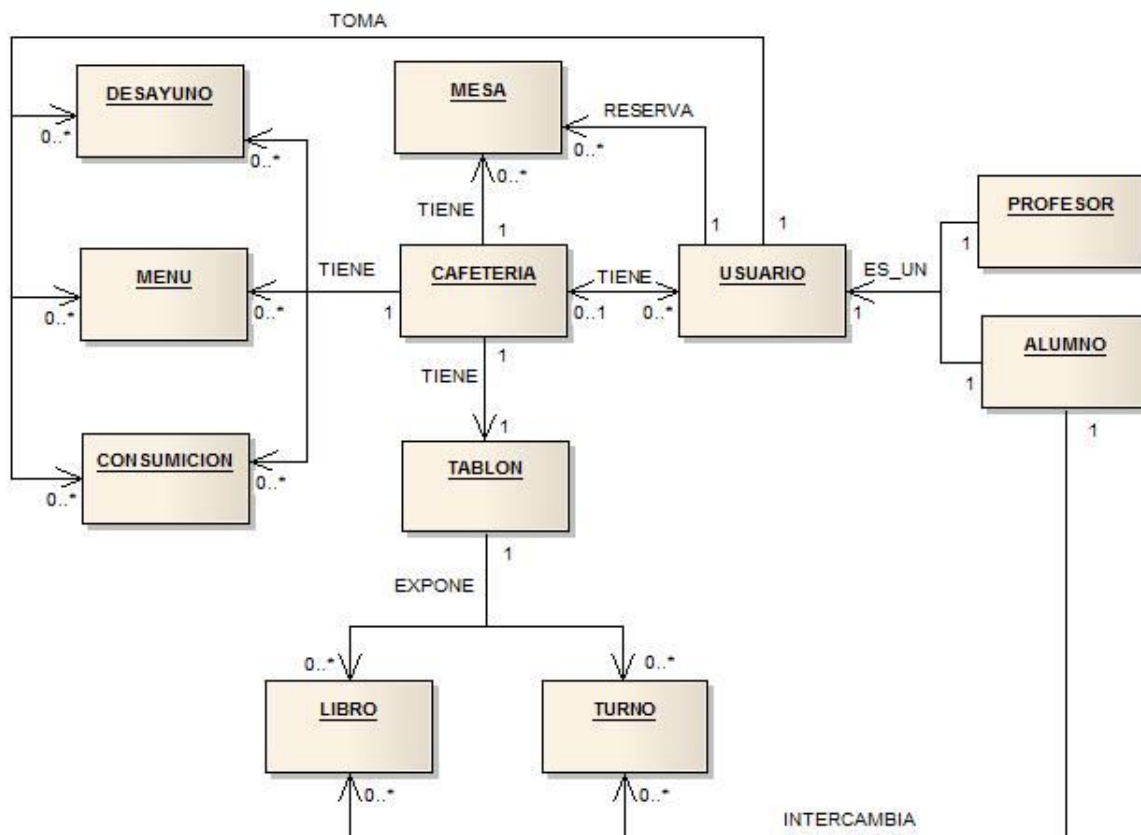 TOMA
DESAYUNO
0..*
0..*
MESA
0..*
RESERVA
0..*
TIENE
1
1
1
PROFESOR
1
MENU
0..*
0..*
TIENE
1
CAFETERIA
TIENE
0..1
0..*
USUARIO
ES_UN
1
ALUMNO
1
1
1
TIENE
1
CONSUMICION
0..*
0..*
TABLON
1
EXPONE
0..*
0..*
LIBRO
TURNO
0..*
0..*
INTERCAMBIA